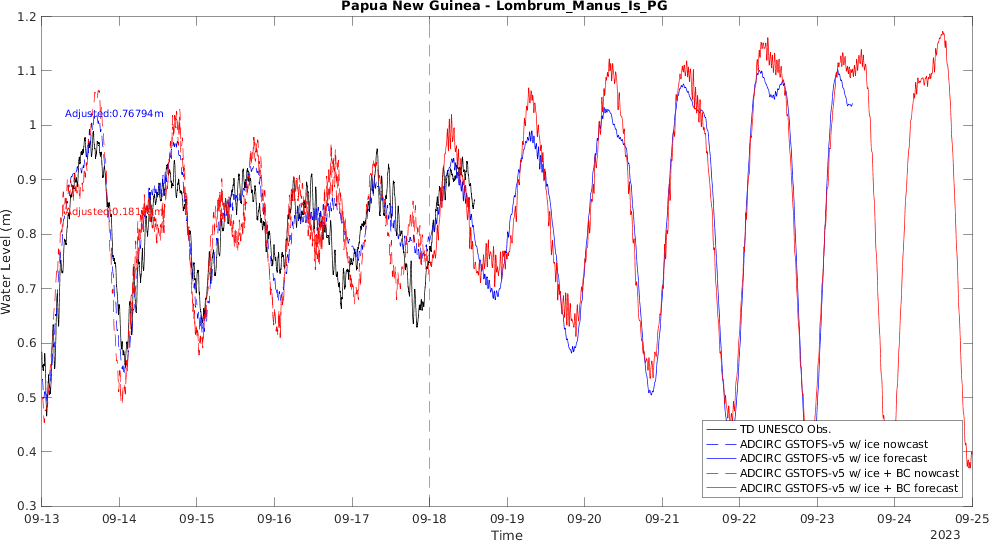 Papua New Guinea - Lombrum_Manus_Is_PG
1.2
1.1
1
0.9
0.8
0.7
0.6
0.5
0.4
0.3
Water Level (m)
Adjusted:0.76794m
TD UNESCO Obs.
ADCIRC GSTOFS-v5 w/ ice nowcast
ADCIRC GSTOFS-v5 w/ ice forecast
ADCIRC GSTOFS-v5 w/ ice + BC nowcast
ADCIRC GSTOFS-v5 w/ ice + BC forecast
09-13 09-14 09-15 09-16 09-17 09-18 09-19 09-20 09-21 09-22 09-23 09-24 09-25
Time
2023